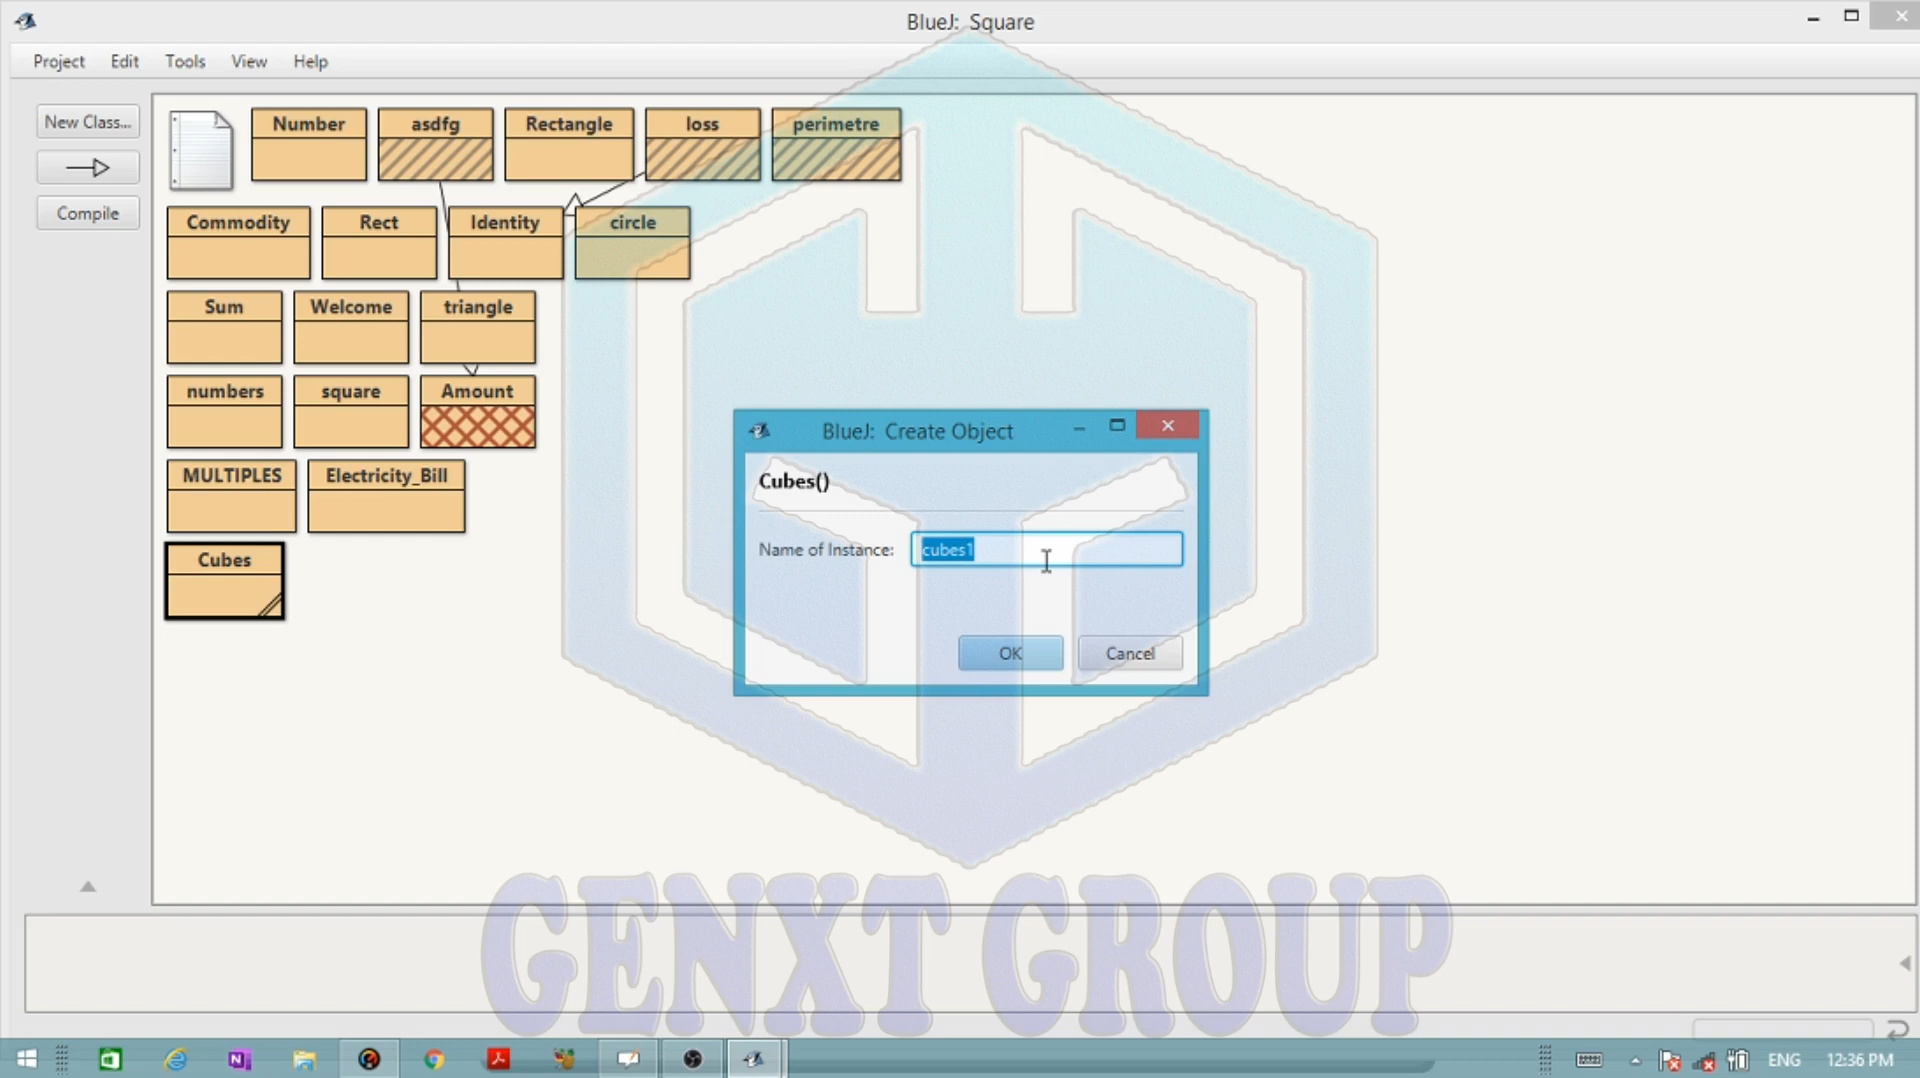 BlueJ: Square
Project Edit Tools View Help
New Class...
Compile
Number asdfg Rectangle loss perimetre
Commodity Rect Identity circle
Sum Welcome triangle
numbers square Amount
MULTIPLES Electricity_Bill
Cubes
BlueJ: Create Object
Cubes()
Name of Instance: cubes1
OK Cancel
GENXT GROUP
ENG 12:36 PM